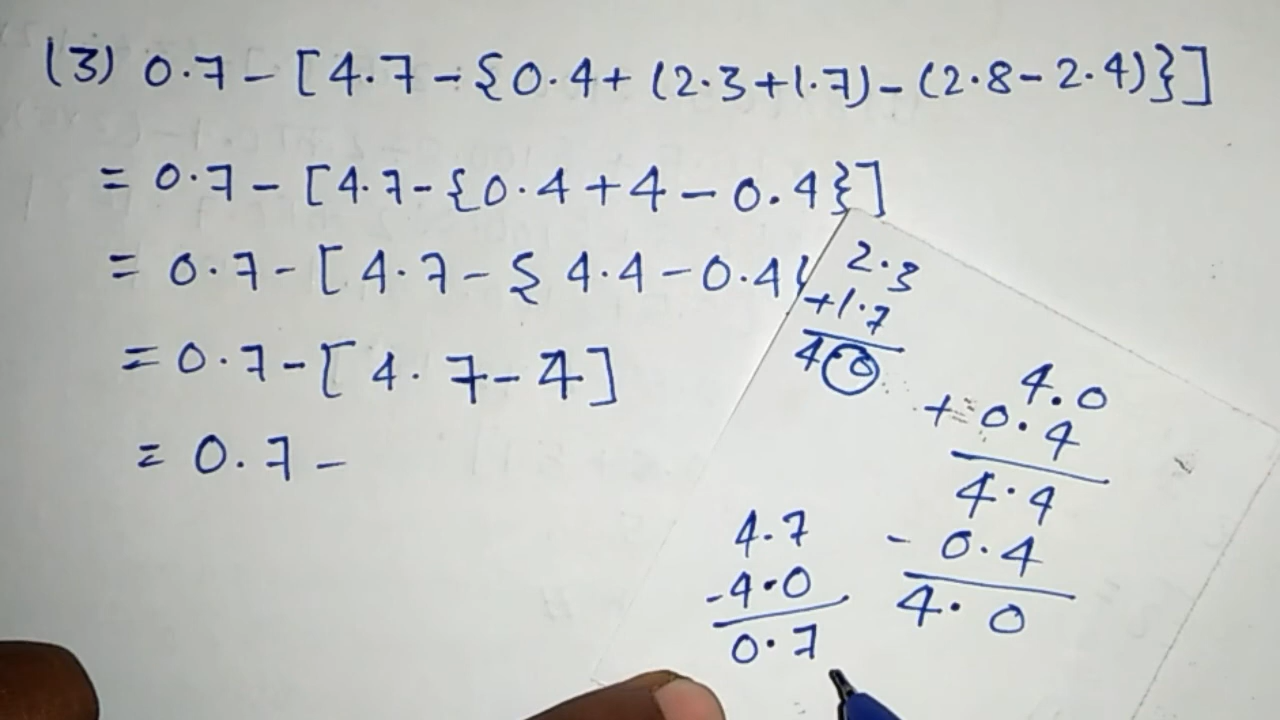 (3) 0.7 - [4.7 - {0.4 + (2.3+1.7) - (2.8 - 2.4)}]
= 0.7 - [4.7 - {0.4 + 4 - 0.4}]
= 0.7 - [4.7 - { 4.4 - 0.4}
= 0.7 - [4.7 - 4]
= 0.7 -
2.3
+1.7
4.0
4.0
+ 0.4
4.4
- 0.4
4.0
4.7
-4.0
0.7